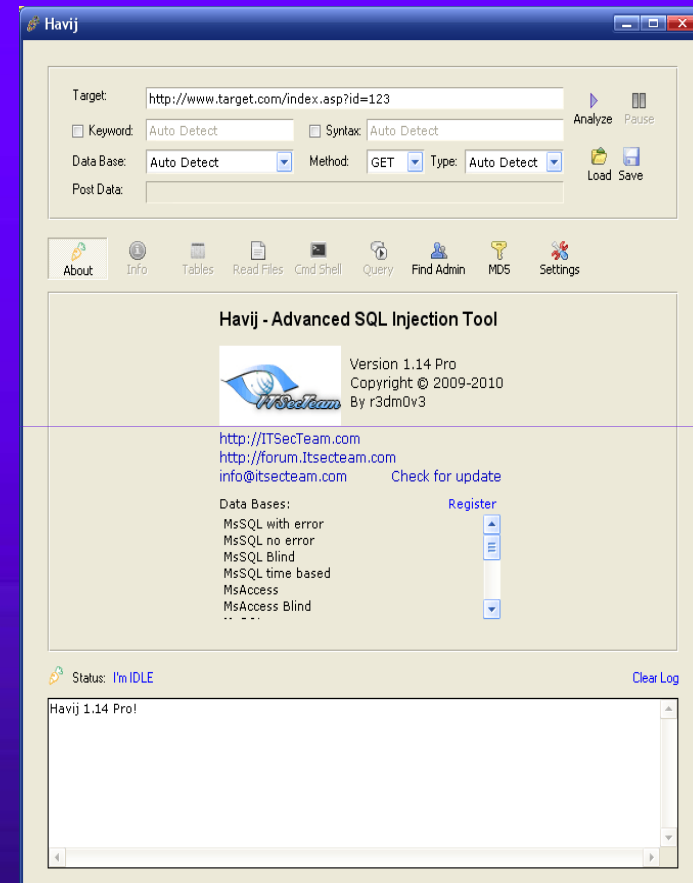 Havij
Target: http://www.target.com/index.asp?id=123
Analyze Pause
Keyword: Auto Detect Syntax: Auto Detect
Data Base: Auto Detect Method: GET Type: Auto Detect
Load Save
Post Data:
About Info Tables Read Files Cmd Shell Query Find Admin MD5 Settings
Havij - Advanced SQL Injection Tool
ITSecTeam
Version 1.14 Pro
Copyright © 2009-2010
By r3dm0v3
http://ITSecTeam.com
http://forum.Itsecteam.com
info@itsecteam.com Check for update
Data Bases: Register
MsSQL with error
MsSQL no error
MsSQL Blind
MsSQL time based
MsAccess
MsAccess Blind
Status: I'm IDLE Clear Log
Havij 1.14 Pro!